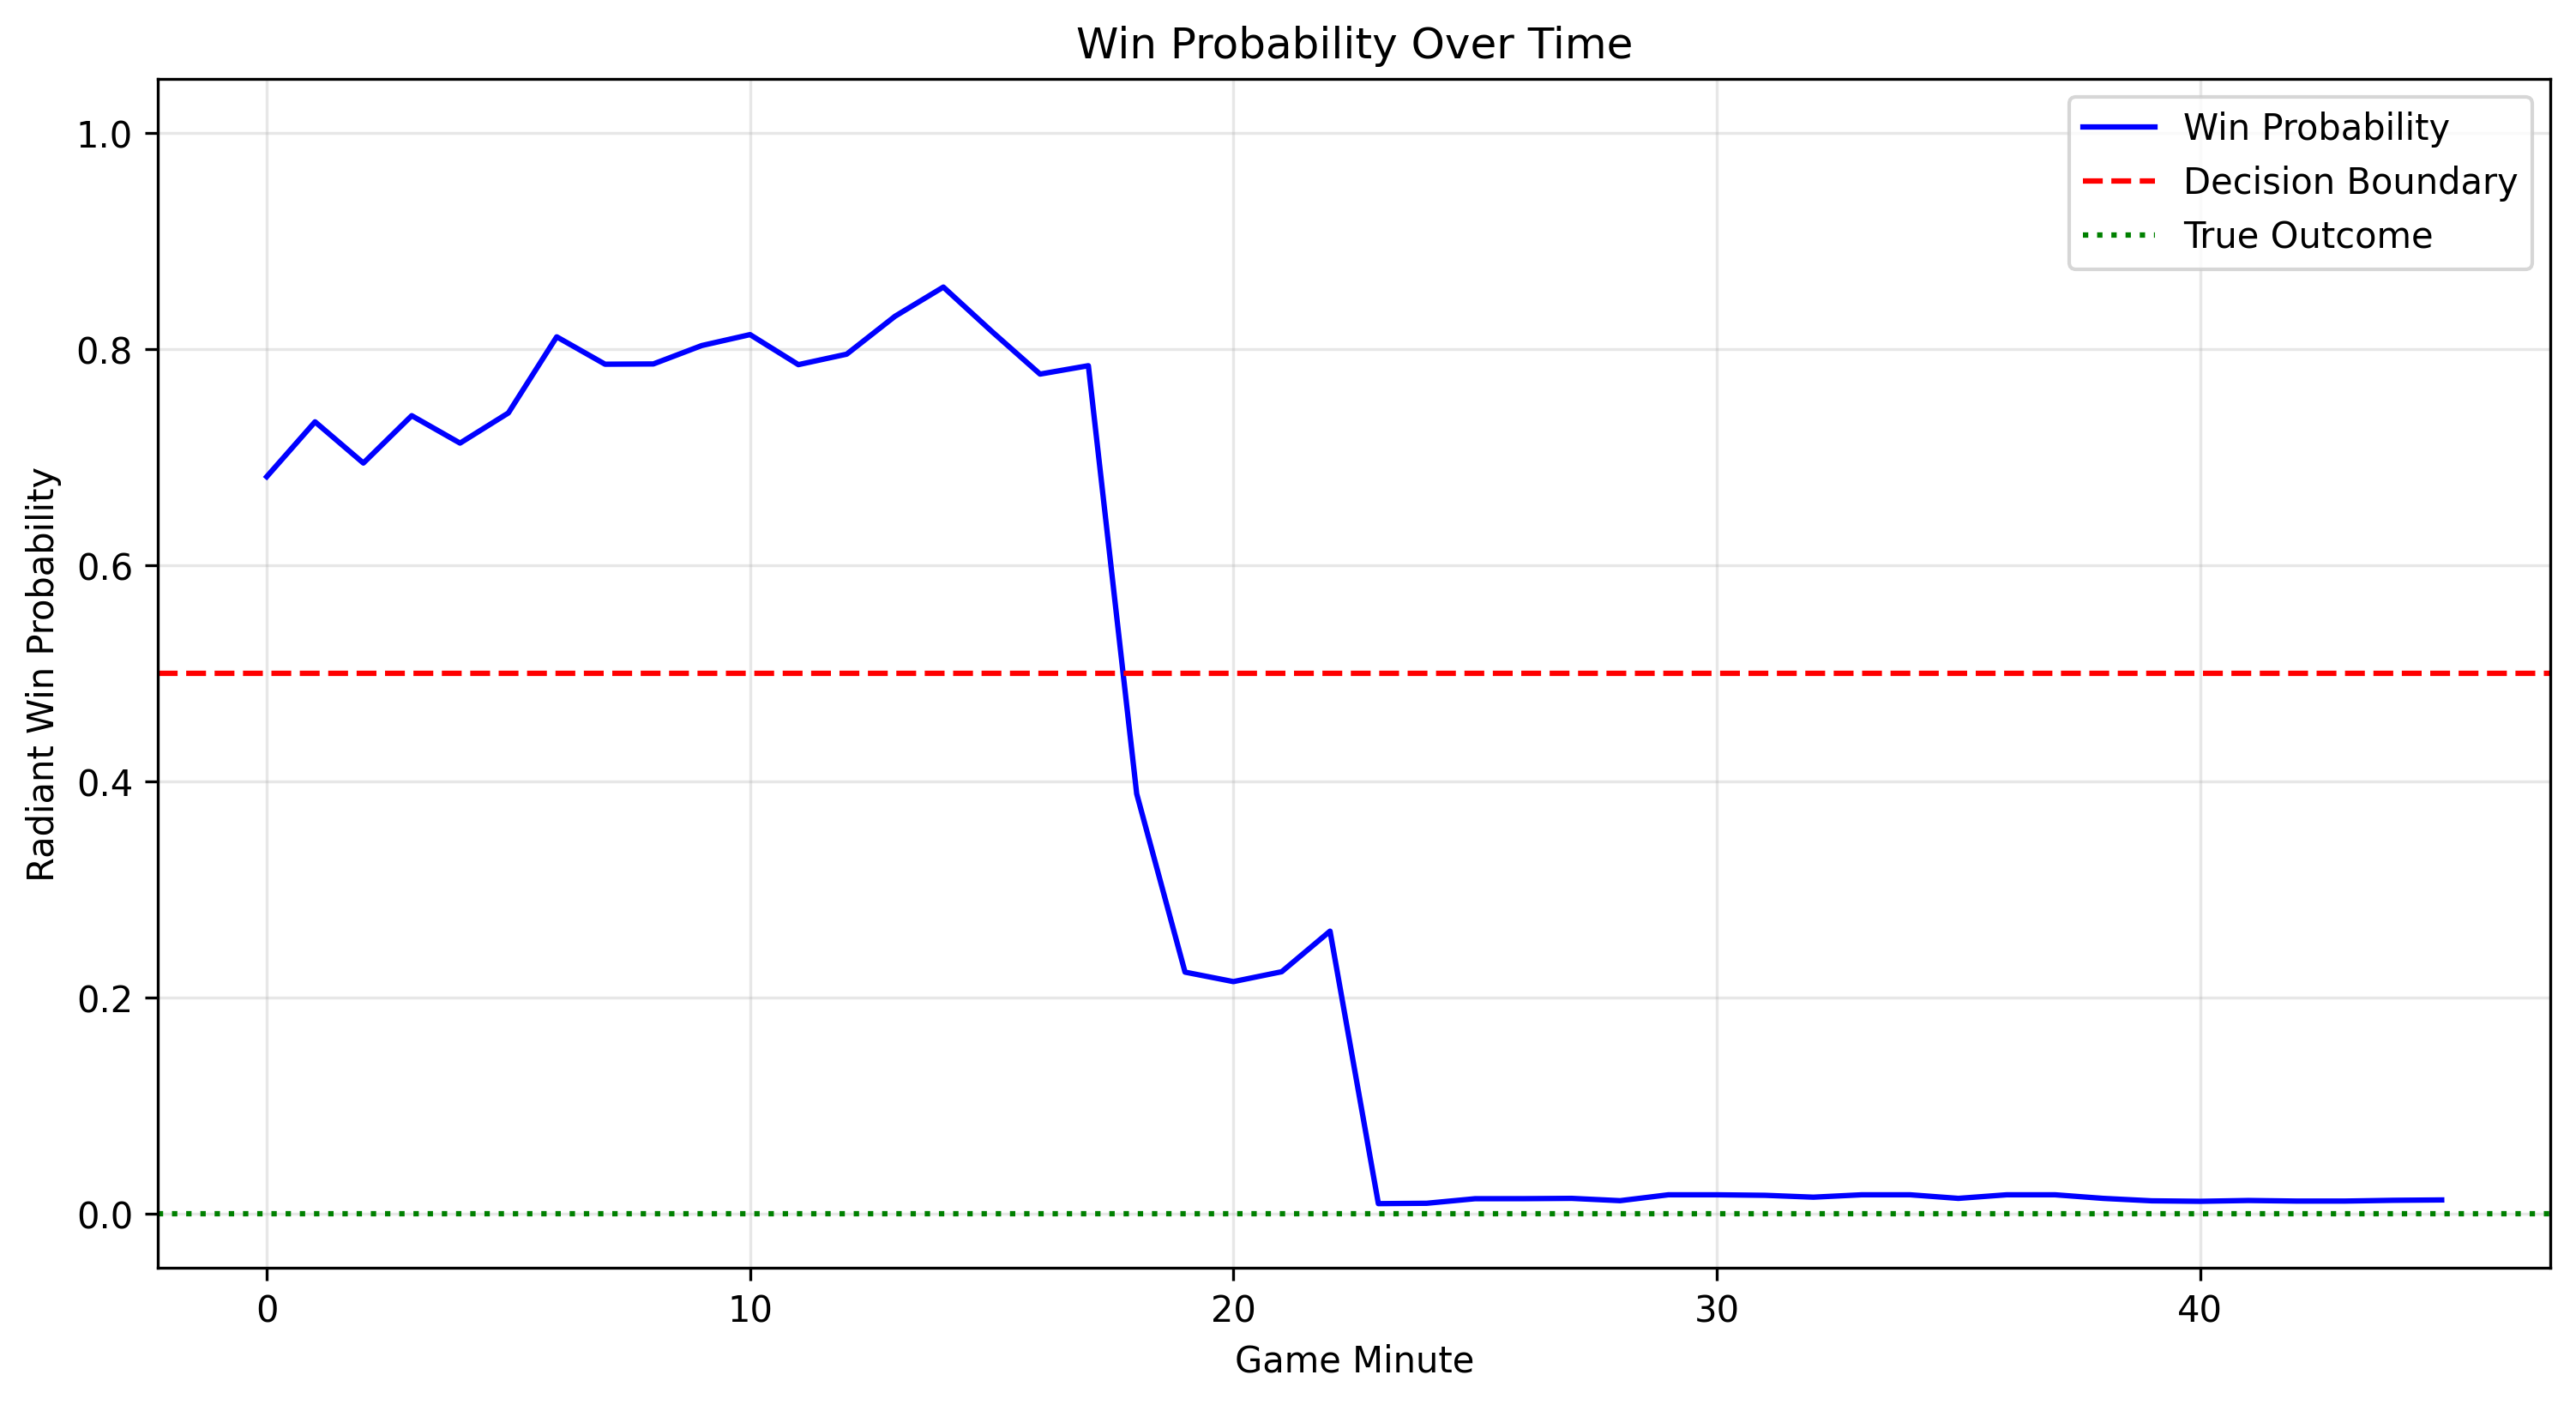 Win Probability Over Time
Win Probability
Decision Boundary
True Outcome
Radiant Win Probability
1.0
0.8
0.6
0.4
0.2
0.0
0 10 20 30 40
Game Minute